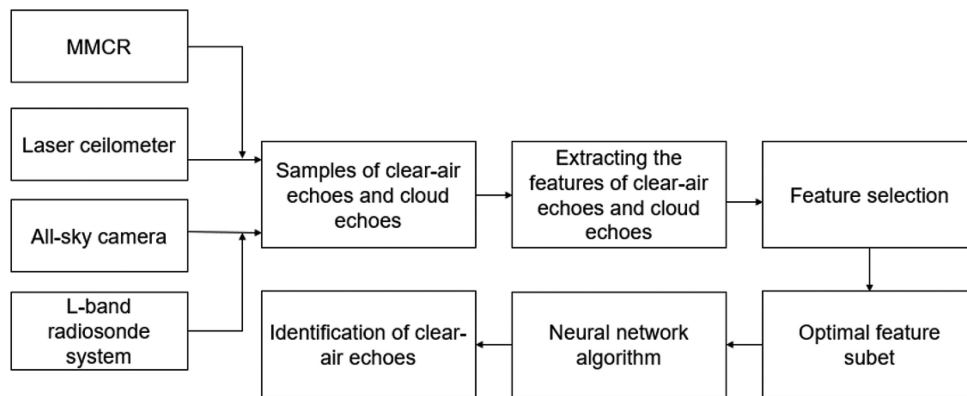 MMCR
Laser ceilometer
All-sky camera
L-band
radiosonde
system
Samples of clear-air
echoes and cloud
echoes
Extracting the
features of clear-air
echoes and cloud
echoes
Feature selection
Optimal feature
subet
Neural network
algorithm
Identification of clear-
air echoes